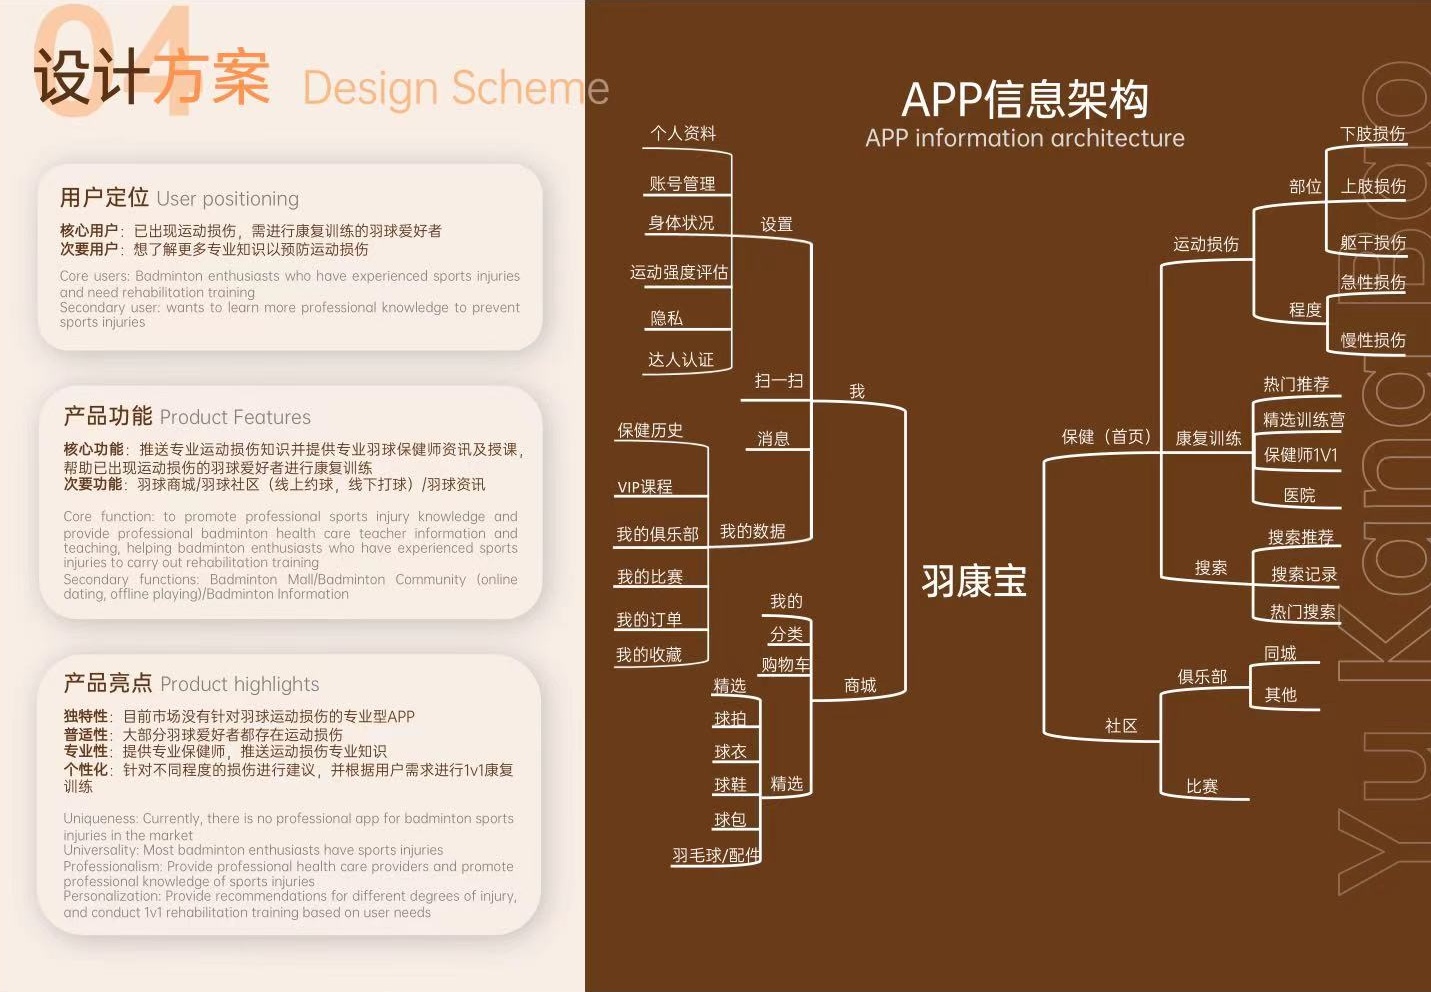 04
设计方案 Design Scheme
用户定位 User positioning
核心用户：已出现运动损伤，需进行康复训练的羽球爱好者
次要用户：想了解更多专业知识以预防运动损伤
Core users: Badminton enthusiasts who have experienced sports injuries
and need rehabilitation training
Secondary user: wants to learn more professional knowledge to prevent
sports injuries
产品功能 Product Features
核心功能：推送专业运动损伤知识并提供专业羽球保健师资讯及授课，
帮助已出现运动损伤的羽球爱好者进行康复训练
次要功能：羽球商城/羽球社区（线上约球，线下打球）/羽球资讯
Core function: to promote professional sports injury knowledge and
provide professional badminton health care teacher information and
teaching, helping badminton enthusiasts who have experienced sports
injuries to carry out rehabilitation training
Secondary functions: Badminton Mall/Badminton Community (online
dating, offline playing)/Badminton Information
产品亮点 Product highlights
独特性：目前市场没有针对羽球运动损伤的专业型APP
普适性：大部分羽球爱好者都存在运动损伤
专业性：提供专业保健师，推送运动损伤专业知识
个性化：针对不同程度的损伤进行建议，并根据用户需求进行1v1康复
训练
Uniqueness: Currently, there is no professional app for badminton sports
injuries in the market
Universality: Most badminton enthusiasts have sports injuries
Professionalism: Provide professional health care providers and promote
professional knowledge of sports injuries
Personalization: Provide recommendations for different degrees of injury,
and conduct 1v1 rehabilitation training based on user needs
APP信息架构
APP information architecture
个人资料
账号管理
身体状况
运动强度评估
隐私
达人认证
设置
扫一扫
消息
我
保健历史
VIP课程
我的俱乐部
我的比赛
我的订单
我的收藏
我的数据
我的
分类
购物车
精选
球拍
球衣
球鞋
球包
羽毛球/配件
精选
商城
羽康宝
保健（首页）
运动损伤
部位
下肢损伤
上肢损伤
躯干损伤
程度
急性损伤
慢性损伤
康复训练
热门推荐
精选训练营
保健师1V1
医院
搜索
搜索推荐
搜索记录
热门搜索
社区
俱乐部
同城
其他
比赛
Yu Kang Bao